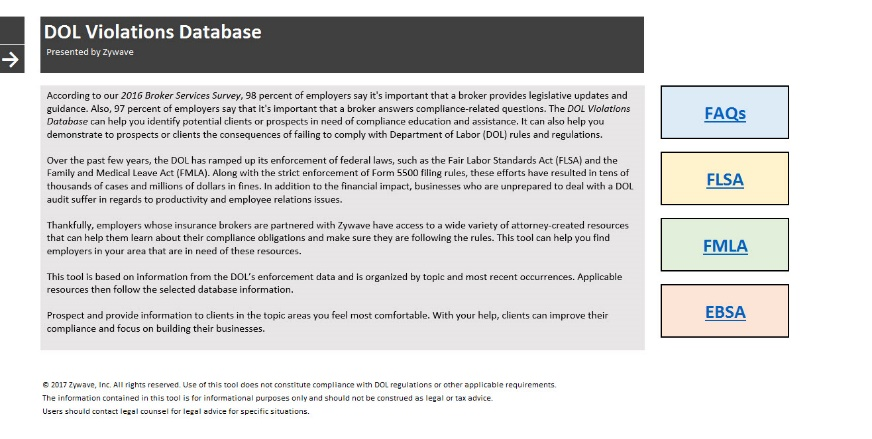 DOL Violations Database
Presented by Zywave
According to our 2016 Broker Services Survey, 98 percent of employers say it's important that a broker provides legislative updates and
guidance. Also, 97 percent of employers say that it's important that a broker answers compliance-related questions. The DOL Violations
Database can help you identify potential clients or prospects in need of compliance education and assistance. It can also help you
demonstrate to prospects or clients the consequences of failing to comply with Department of Labor (DOL) rules and regulations.
Over the past few years, the DOL has ramped up its enforcement of federal laws, such as the Fair Labor Standards Act (FLSA) and the
Family and Medical Leave Act (FMLA). Along with the strict enforcement of Form 5500 filing rules, these efforts have resulted in tens of
thousands of cases and millions of dollars in fines. In addition to the financial impact, businesses who are unprepared to deal with a DOL
audit suffer in regards to productivity and employee relations issues.
Thankfully, employers whose insurance brokers are partnered with Zywave have access to a wide variety of attorney-created resources
that can help them learn about their compliance obligations and make sure they are following the rules. This tool can help you find
employers in your area that are in need of these resources.
This tool is based on information from the DOL's enforcement data and is organized by topic and most recent occurrences. Applicable
resources then follow the selected database information.
Prospect and provide information to clients in the topic areas you feel most comfortable. With your help, clients can improve their
compliance and focus on building their businesses.
FAQs
FLSA
FMLA
EBSA
© 2017 Zywave, Inc. All rights reserved. Use of this tool does not constitute compliance with DOL regulations or other applicable requirements.
The information contained in this tool is for informational purposes only and should not be construed as legal or tax advice.
Users should contact legal counsel for legal advice for specific situations.